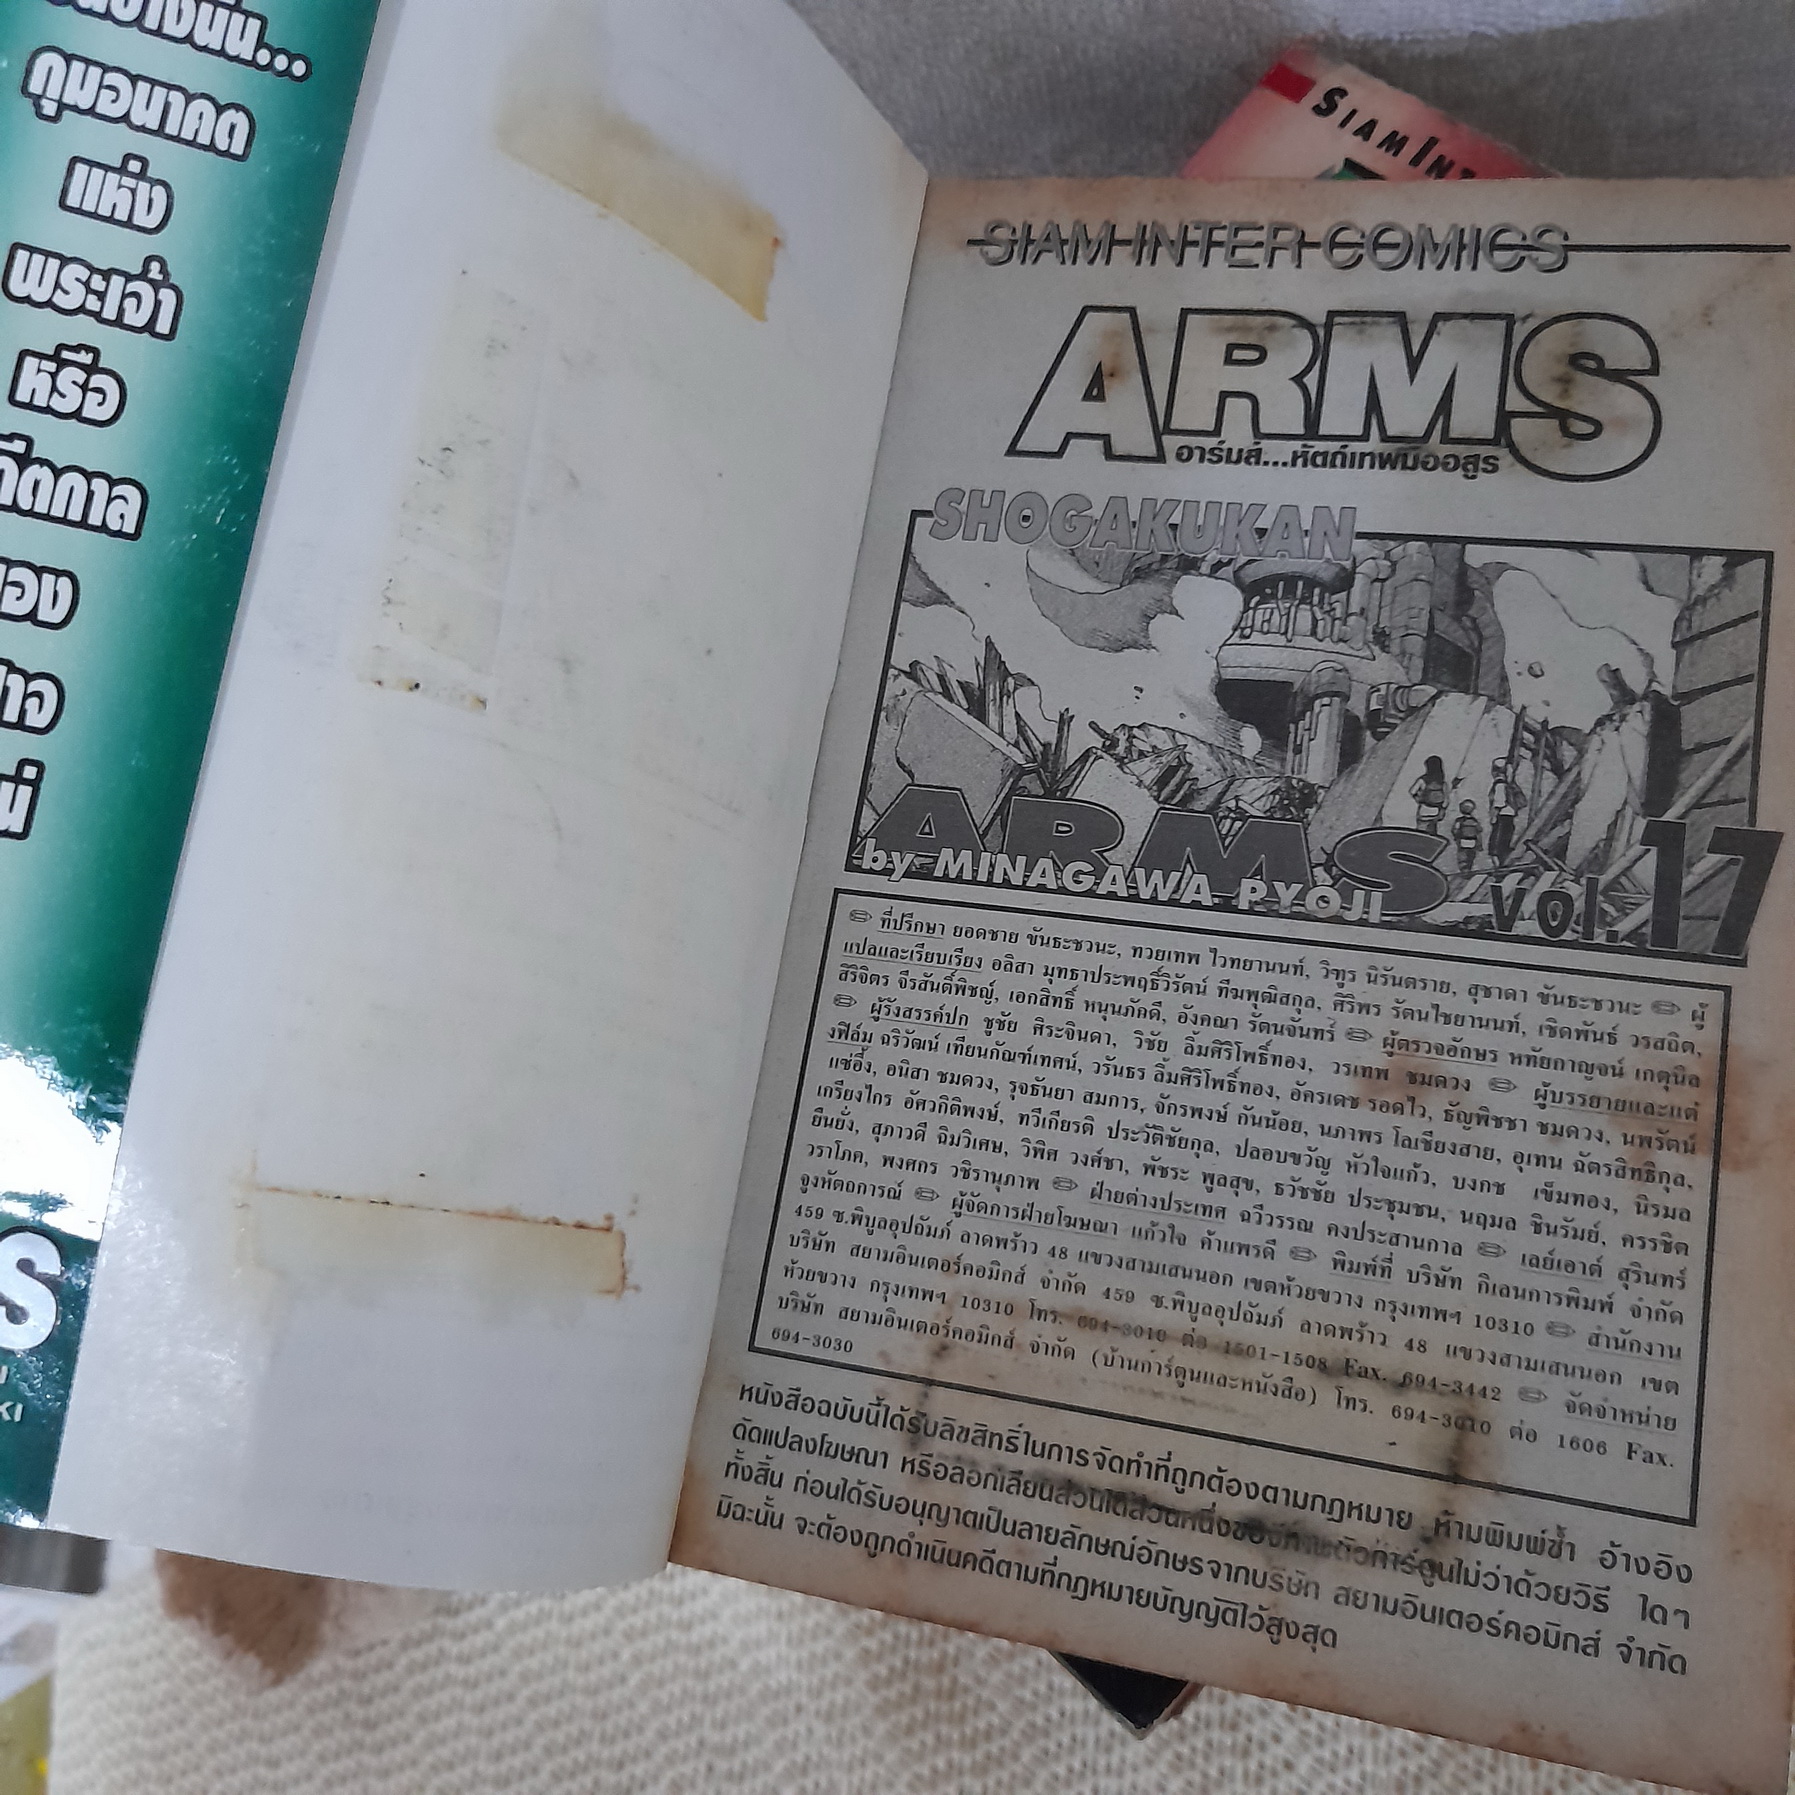 กุมอนาคต
แห่ง
พระเจ้า
หรือ
S
KI
SIAM INT
SIAM INTER COMICS
ARMS
อาร์มส์...หัตถ์เทพมืออสูร
SHOGAKUKAN
ARMS
by MINAGAWA RYOJI
Vol. 17
ที่ปรึกษา ยอดชาย ขันธะชวนะ, ทวยเทพ ไวทยานนท์, วิฑูร นิรันตราย, สุชาดา ขันธะชวนะ ผู้
แปลและเรียบเรียง อลิสา มุทธาประพฤทธิ์วิรัตน์ ทีฆพุฒิสกุล, ศิริพร รัตนไชยานนท์, เชิดพันธ์ วรสถิต,
สิริจิตร จีรสันติ์พิชญ์, เอกสิทธิ์ หนุนภักดี, อังคณา รัตนจันทร์ ผู้ตรวจอักษร หทัยกาญจน์ เกตุนิล
ผู้รังสรรค์ปก ชูชัย ศิระจินดา, วิชัย ลิ้มศิริโพธิ์ทอง, วรเทพ ชมดวง ผู้บรรยายและแต่
งฟิล์ม ฉริวัฒน์ เทียนกัณฑ์เทศน์, วรันธร ลิ้มศิริโพธิ์ทอง, อัครเดช รอดไว, ธัญพิชชา ชมดวง, นพรัตน์
แซ่อึ้ง, อนิสา ชมดวง, รุจธันยา สมการ, จักรพงษ์ กันน้อย, นภาพร โลเชียงสาย, อุเทน ฉัตรสิทธิกุล,
เกรียงไกร อัศวกิติพงษ์, ทวีเกียรติ ประวัติชัยกุล, ปลอบขวัญ หัวใจแก้ว, บงกช เข็มทอง, นิรมล
ยืนยั่ง, สุภาวดี ฉิมวิเศษ, วิพิศ วงศ์ชา, พัชระ พูลสุข, ธวัชชัย ประชุมชน, นฤมล ชินรัมย์, ครรชิต
วราโภค, พงศกร วชิรานุภาพ ฝ่ายต่างประเทศ ฉวีวรรณ คงประสานกาล เลย์เอาต์ สุรินทร์
จูงหัตถการณ์ ผู้จัดการฝ่ายโฆษณา แก้วใจ ค้าแพรดี พิมพ์ที่ บริษัท กิเลนการพิมพ์ จำกัด
459 ซ.พิบูลอุปถัมภ์ ลาดพร้าว 48 แขวงสามเสนนอก เขตห้วยขวาง กรุงเทพฯ 10310 สำนักงาน
บริษัท สยามอินเตอร์คอมิกส์ จำกัด 459 ซ.พิบูลอุปถัมภ์ ลาดพร้าว 48 แขวงสามเสนนอก เขต
ห้วยขวาง กรุงเทพฯ 10310 โทร. 694-3010 ต่อ 1501-1508 Fax. 694-3442 จัดจำหน่าย
บริษัท สยามอินเตอร์คอมิกส์ จำกัด (บ้านการ์ตูนและหนังสือ) โทร. 694-3010 ต่อ 1606 Fax.
694-3030
หนังสือฉบับนี้ได้รับลิขสิทธิ์ในการจัดทำที่ถูกต้องตามกฎหมาย ห้ามพิมพ์ซ้ำ อ้างอิง
ดัดแปลงโฆษณา หรือลอกเลียนส่วนใดส่วนหนึ่งของภาพตัวการ์ตูนไม่ว่าด้วยวิธี ใดๆ
ทั้งสิ้น ก่อนได้รับอนุญาตเป็นลายลักษณ์อักษรจากบริษัท สยามอินเตอร์คอมิกส์ จำกัด
มิฉะนั้น จะต้องถูกดำเนินคดีตามที่กฎหมายบัญญัติไว้สูงสุด